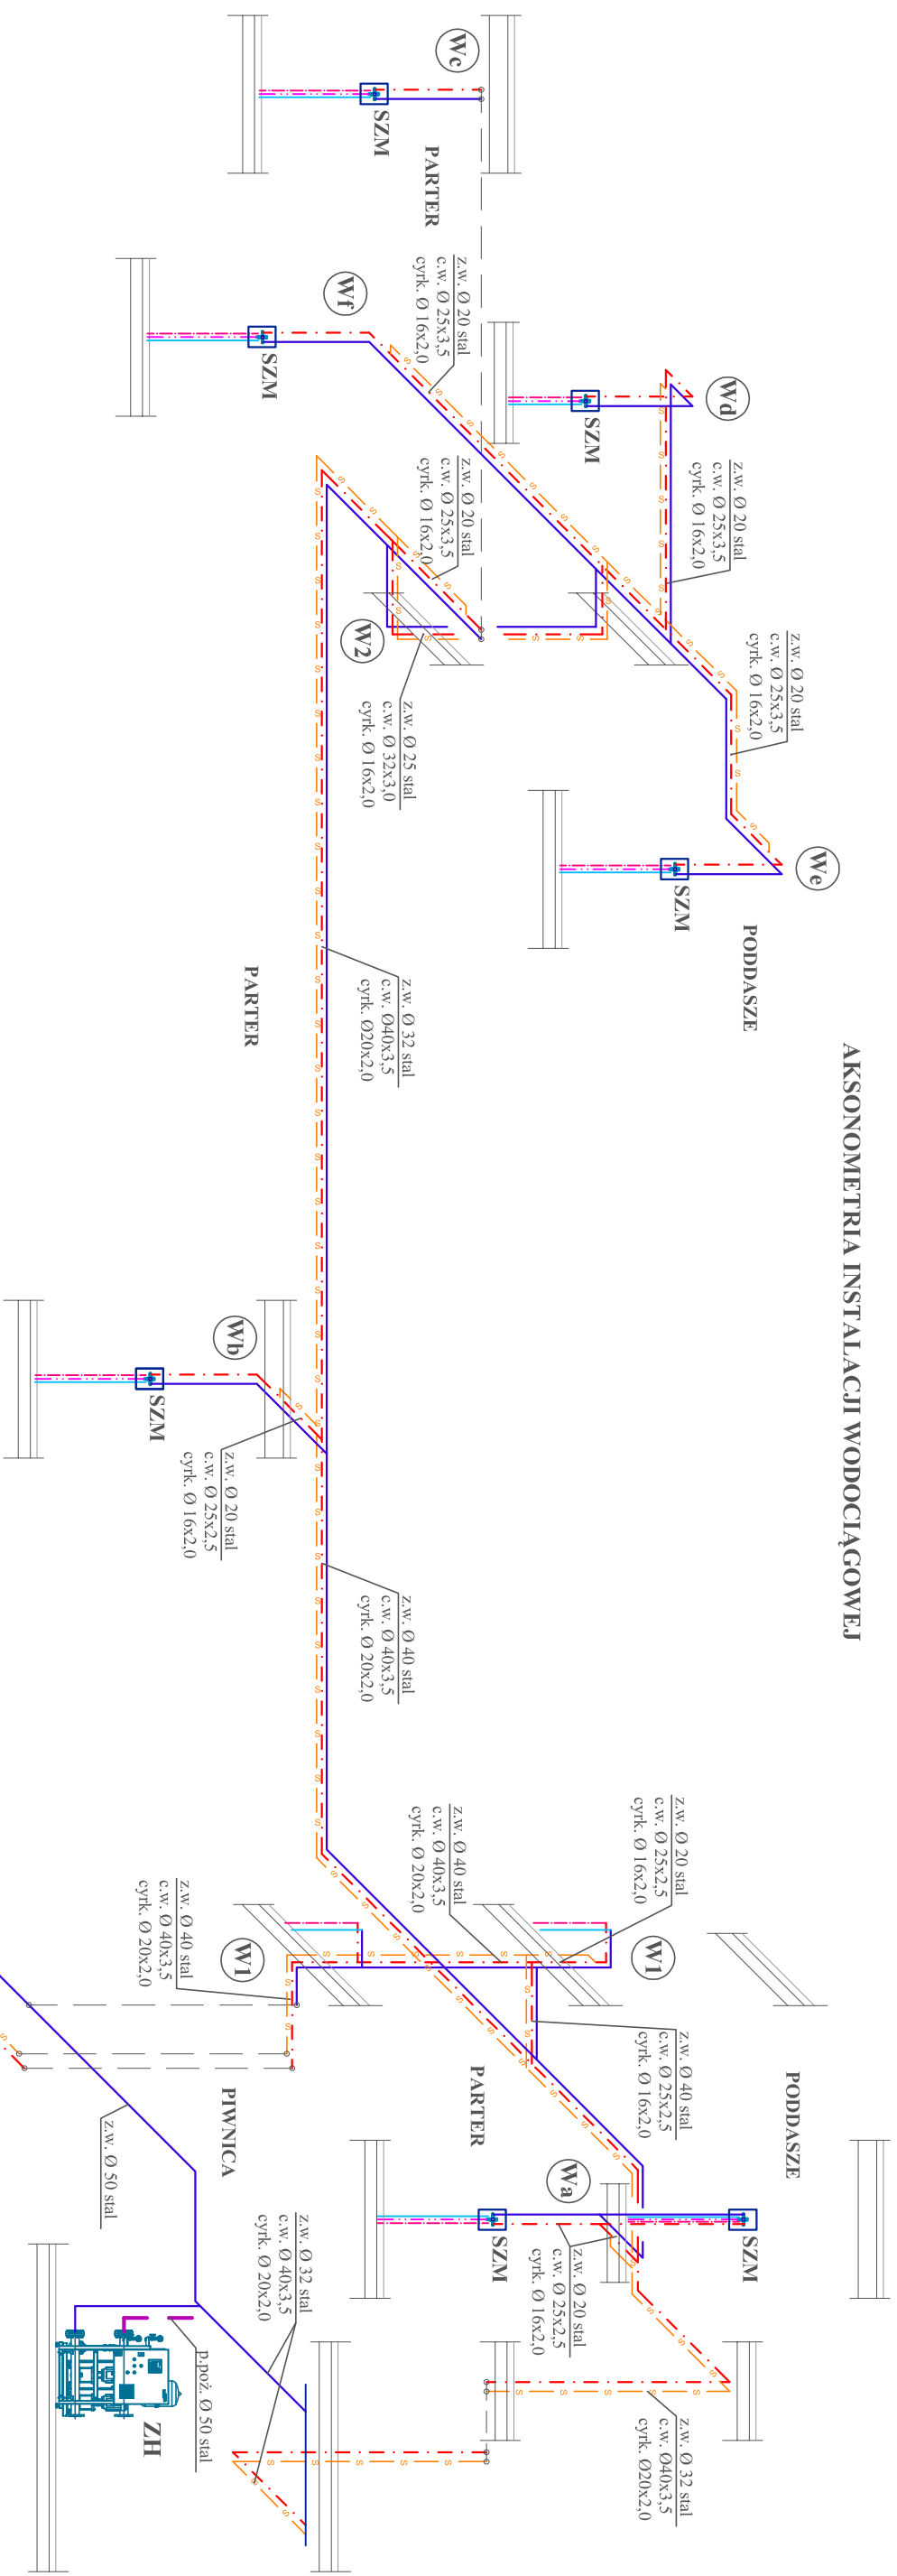 AKSONOMETRIA INSTALACJI WODOCIĄGOWEJ
We
PODDASZE
SZM
z.w. Ø 20 stal
c.w. Ø 25x3,5
cyrk. Ø 16x2,0
Wd
SZM
z.w. Ø 20 stal
c.w. Ø 25x3,5
cyrk. Ø 16x2,0
Wc
SZM
PARTER
z.w. Ø 20 stal
c.w. Ø 25x3,5
cyrk. Ø 16x2,0
Wf
SZM
z.w. Ø 20 stal
c.w. Ø 25x3,5
cyrk. Ø 16x2,0
W2
z.w. Ø 25 stal
c.w. Ø 32x3,0
cyrk. Ø 16x2,0
z.w. Ø 32 stal
c.w. Ø40x3,5
cyrk. Ø20x2,0
PARTER
Wb
SZM
z.w. Ø 20 stal
c.w. Ø 25x2,5
cyrk. Ø 16x2,0
z.w. Ø 40 stal
c.w. Ø 40x3,5
cyrk. Ø 20x2,0
z.w. Ø 20 stal
c.w. Ø 25x2,5
cyrk. Ø 16x2,0
W1
z.w. Ø 40 stal
c.w. Ø 25x2,5
cyrk. Ø 16x2,0
PODDASZE
SZM
z.w. Ø 32 stal
c.w. Ø40x3,5
cyrk. Ø20x2,0
z.w. Ø 40 stal
c.w. Ø 40x3,5
cyrk. Ø 20x2,0
PARTER
Wa
SZM
z.w. Ø 20 stal
c.w. Ø 25x2,5
cyrk. Ø 16x2,0
z.w. Ø 40 stal
c.w. Ø 40x3,5
cyrk. Ø 20x2,0
W1
PIWNICA
z.w. Ø 32 stal
c.w. Ø 40x3,5
cyrk. Ø 20x2,0
z.w. Ø 50 stal
p.poż. Ø 50 stal
ZH